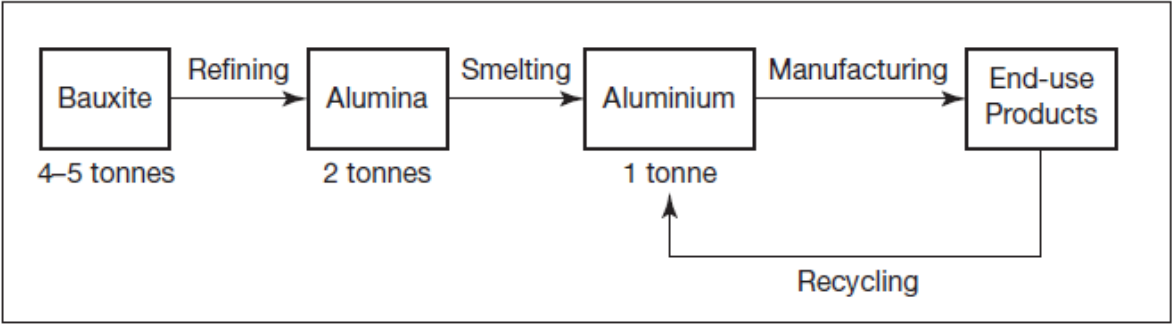 Refining
Smelting
Manufacturing
Bauxite
Alumina
Aluminium
End-use
Products
4–5 tonnes
2 tonnes
1 tonne
Recycling